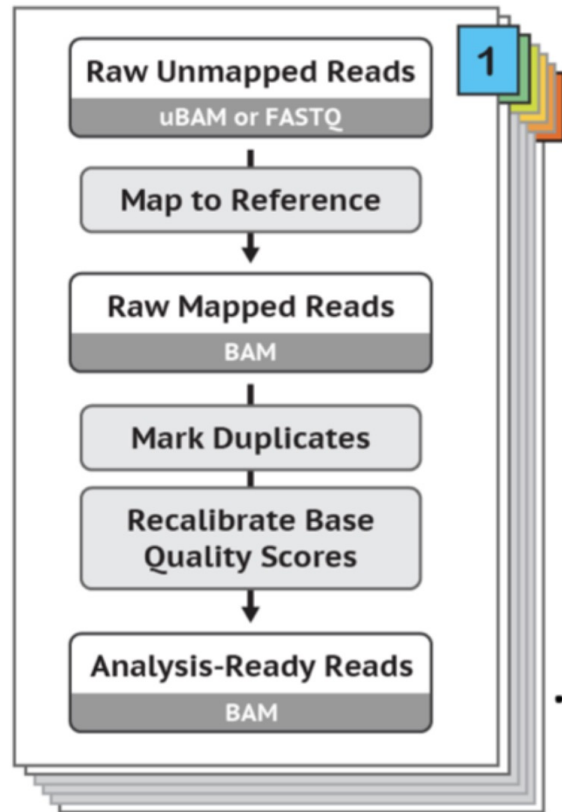 1
Raw Unmapped Reads
uBAM or FASTQ
Map to Reference
Raw Mapped Reads
BAM
Mark Duplicates
Recalibrate Base
Quality Scores
Analysis-Ready Reads
BAM